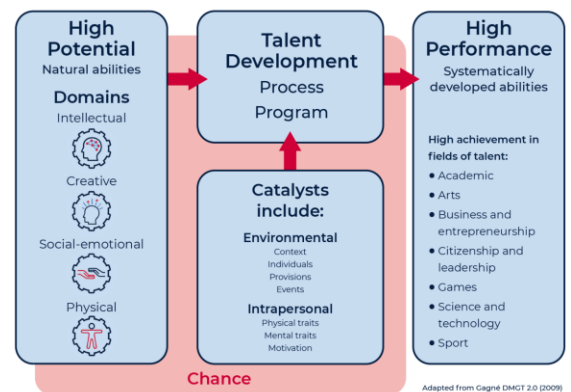 High
Potential
Natural abilities
Domains
Intellectual
Creative
Social-emotional
Physical
Talent
Development
Process
Program
Catalysts
include:
Environmental
Context
Individuals
Provisions
Events
Intrapersonal
Physical traits
Mental traits
Motivation
Chance
High
Performance
Systematically
developed abilities
High achievement in
fields of talent:
• Academic
• Arts
• Business and
entrepreneurship
• Citizenship and
leadership
• Games
• Science and
technology
• Sport
Adapted from Gagné DMGT 2.0 (2009)